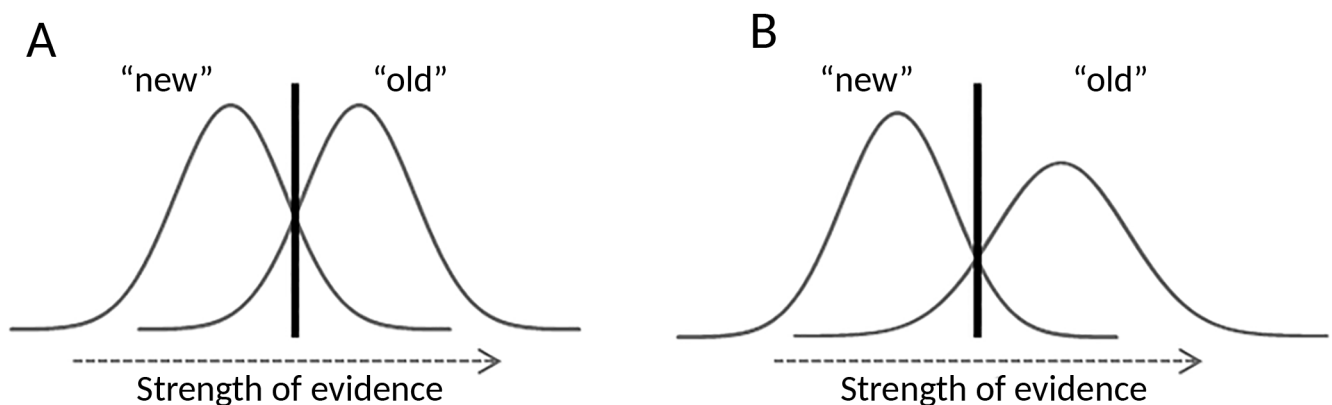 A
“new” “old”
Strength of evidence
B
“new” “old”
Strength of evidence